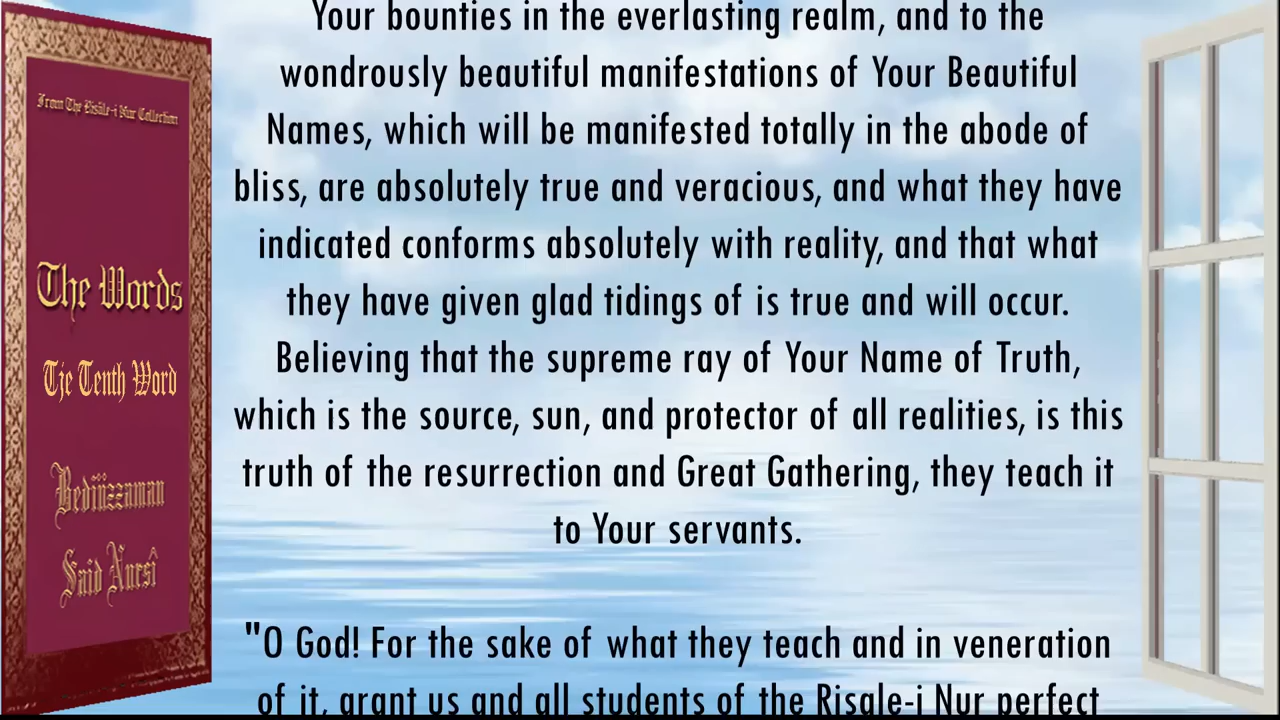 From The Risâle-i Nur Collection
The Words
Tje Tenth Word
Bediüzzaman
Said Nursî
Your bounties in the everlasting realm, and to the
wondrously beautiful manifestations of Your Beautiful
Names, which will be manifested totally in the abode of
bliss, are absolutely true and veracious, and what they have
indicated conforms absolutely with reality, and that what
they have given glad tidings of is true and will occur.
Believing that the supreme ray of Your Name of Truth,
which is the source, sun, and protector of all realities, is this
truth of the resurrection and Great Gathering, they teach it
to Your servants.
"O God! For the sake of what they teach and in veneration
of it, grant us and all students of the Risale-i Nur perfect